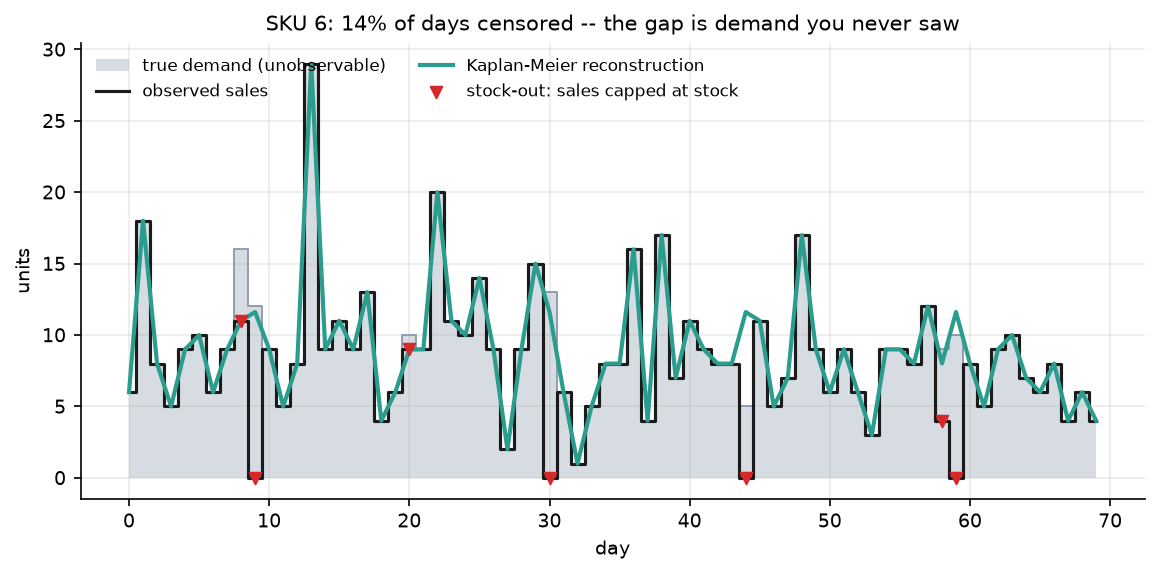 SKU 6: 14% of days censored -- the gap is demand you never saw
true demand (unobservable)
observed sales
Kaplan-Meier reconstruction
stock-out: sales capped at stock
units
30
25
20
15
10
5
0
0 10 20 30 40 50 60 70
day